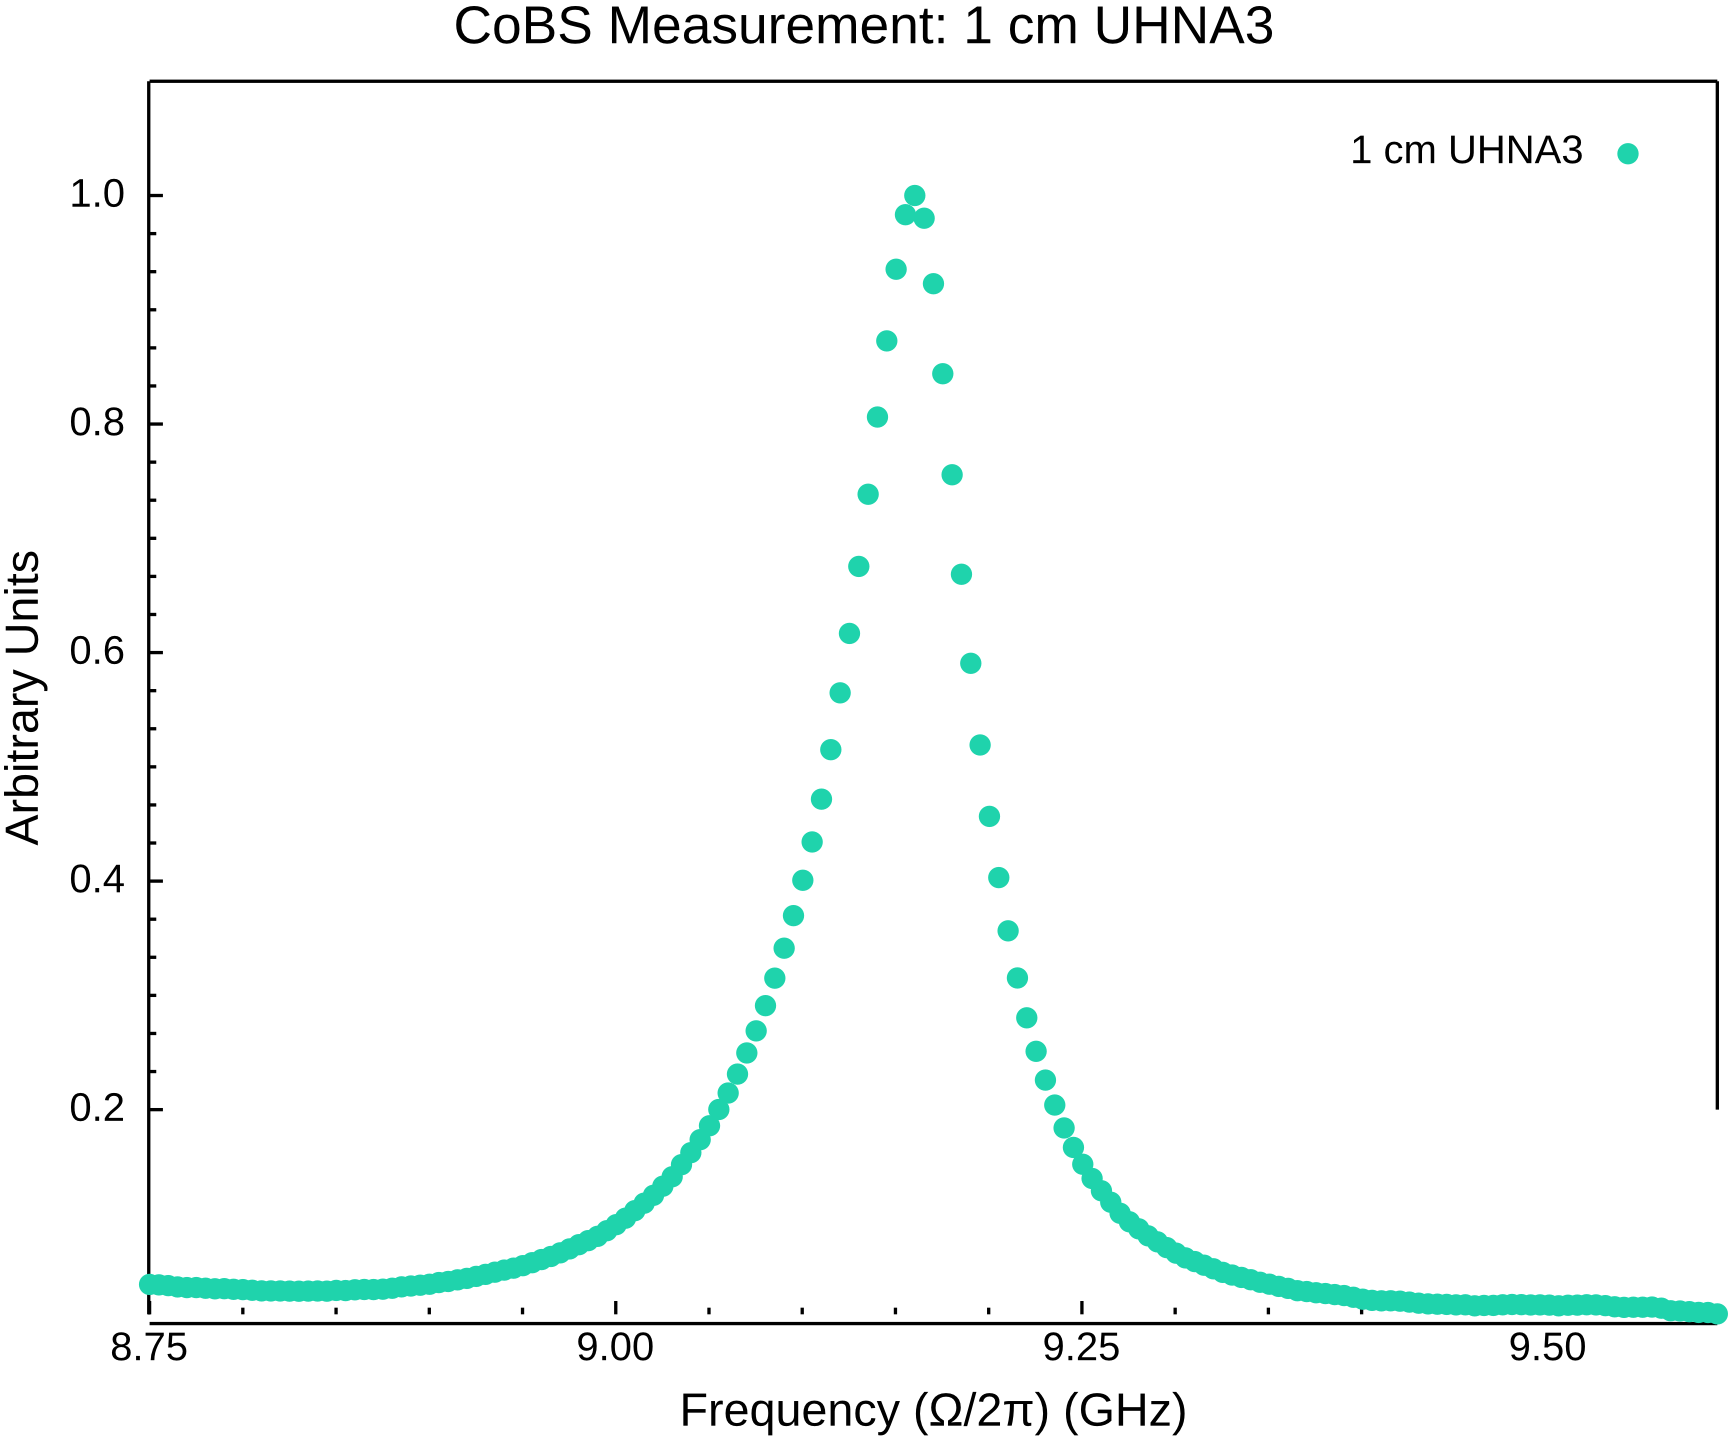 CoBS Measurement: 1 cm UHNA3
1 cm UHNA3
1.0
0.8
0.6
0.4
0.2
Arbitrary Units
8.75 9.00 9.25 9.50
Frequency (Ω/2π) (GHz)